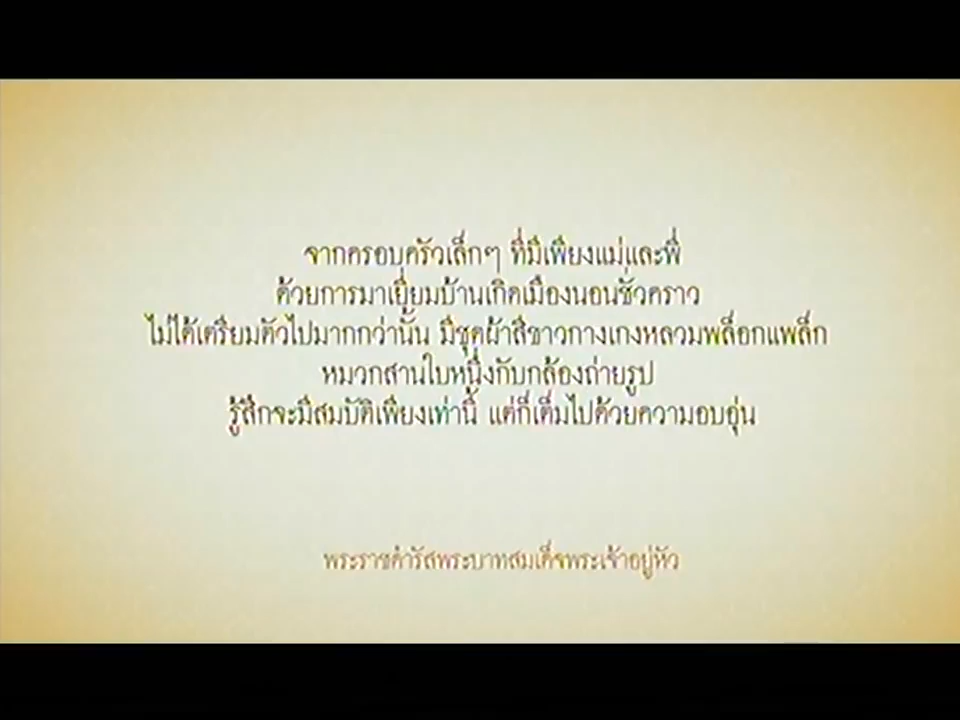 จากครอบครัวเล็กๆ ที่มีเพียงแม่และพี่
ด้วยการมาเยี่ยมบ้านเกิดเมืองนอนชั่วคราว
ไม่ได้เตรียมตัวไปมากกว่านั้น มีชุดผ้าสีขาวกางเกงหลวมพล็อกแพล็ก
หมวกสานใบหนึ่งกับกล้องถ่ายรูป
รู้สึกจะมีสมบัติเพียงเท่านี้ แต่ก็เต็มไปด้วยความอบอุ่น
พระราชดำรัสพระบาทสมเด็จพระเจ้าอยู่หัว